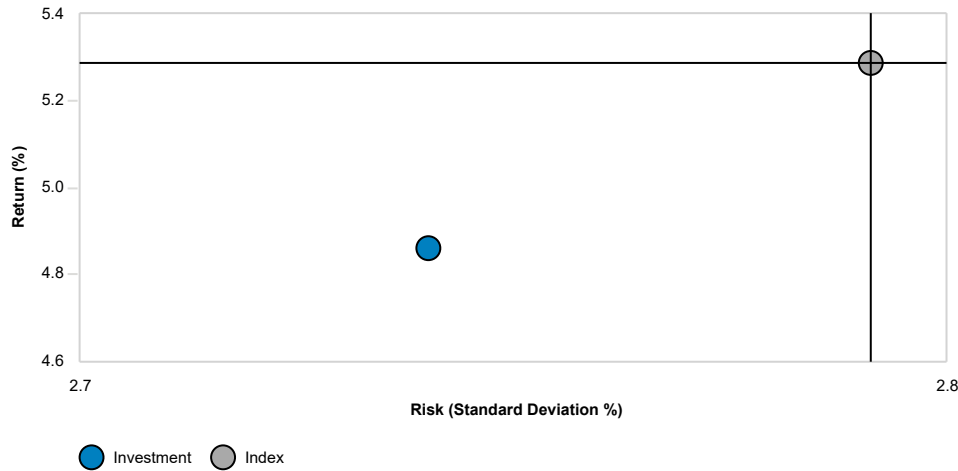 5.4
5.2
5.0
4.8
4.6
Return (%)
2.7
2.8
Risk (Standard Deviation %)
Investment
Index